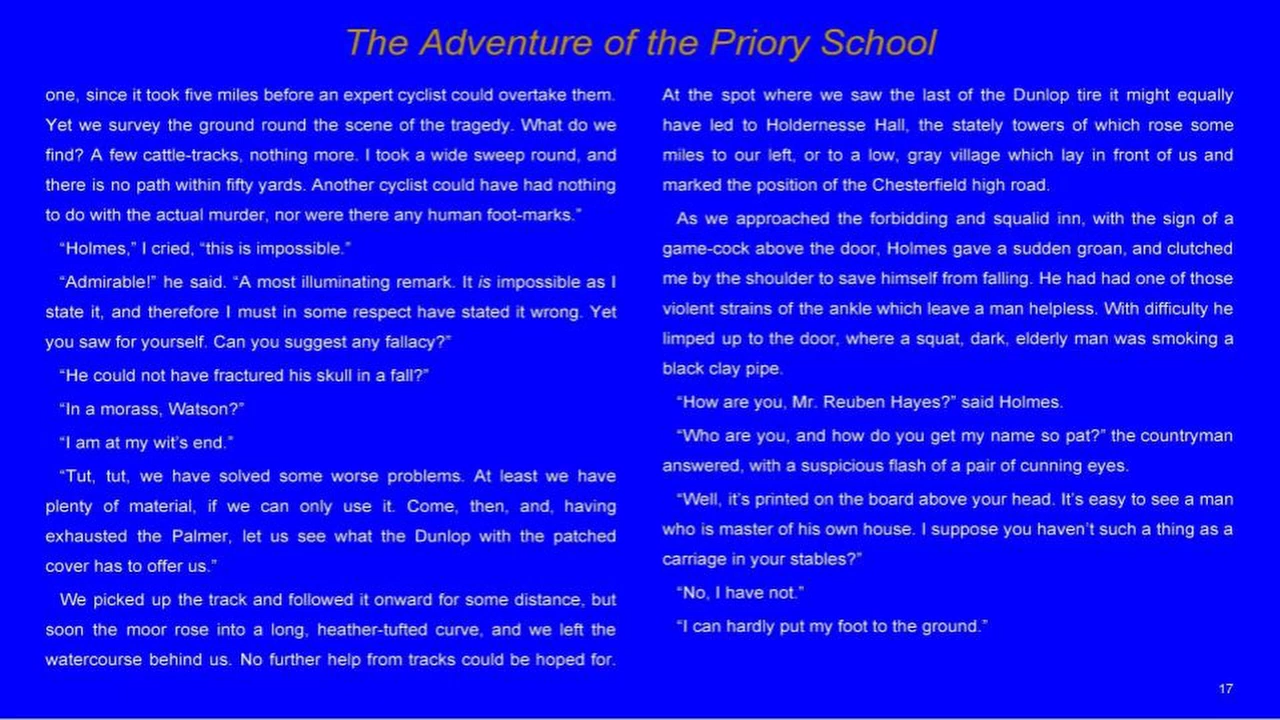 The Adventure of the Priory School
one, since it took five miles before an expert cyclist could overtake them.
Yet we survey the ground round the scene of the tragedy. What do we
find? A few cattle-tracks, nothing more. I took a wide sweep round, and
there is no path within fifty yards. Another cyclist could have had nothing
to do with the actual murder, nor were there any human foot-marks.”
“Holmes,” I cried, “this is impossible.”
“Admirable!” he said. “A most illuminating remark. It is impossible as I
state it, and therefore I must in some respect have stated it wrong. Yet
you saw for yourself. Can you suggest any fallacy?”
“He could not have fractured his skull in a fall?”
“In a morass, Watson?”
“I am at my wit’s end.”
“Tut, tut, we have solved some worse problems. At least we have
plenty of material, if we can only use it. Come, then, and, having
exhausted the Palmer, let us see what the Dunlop with the patched
cover has to offer us.”
We picked up the track and followed it onward for some distance, but
soon the moor rose into a long, heather-tufted curve, and we left the
watercourse behind us. No further help from tracks could be hoped for.
At the spot where we saw the last of the Dunlop tire it might equally
have led to Holdernesse Hall, the stately towers of which rose some
miles to our left, or to a low, gray village which lay in front of us and
marked the position of the Chesterfield high road.
As we approached the forbidding and squalid inn, with the sign of a
game-cock above the door, Holmes gave a sudden groan, and clutched
me by the shoulder to save himself from falling. He had had one of those
violent strains of the ankle which leave a man helpless. With difficulty he
limped up to the door, where a squat, dark, elderly man was smoking a
black clay pipe.
“How are you, Mr. Reuben Hayes?” said Holmes.
“Who are you, and how do you get my name so pat?” the countryman
answered, with a suspicious flash of a pair of cunning eyes.
“Well, it’s printed on the board above your head. It’s easy to see a man
who is master of his own house. I suppose you haven’t such a thing as a
carriage in your stables?”
“No, I have not.”
“I can hardly put my foot to the ground.”
17